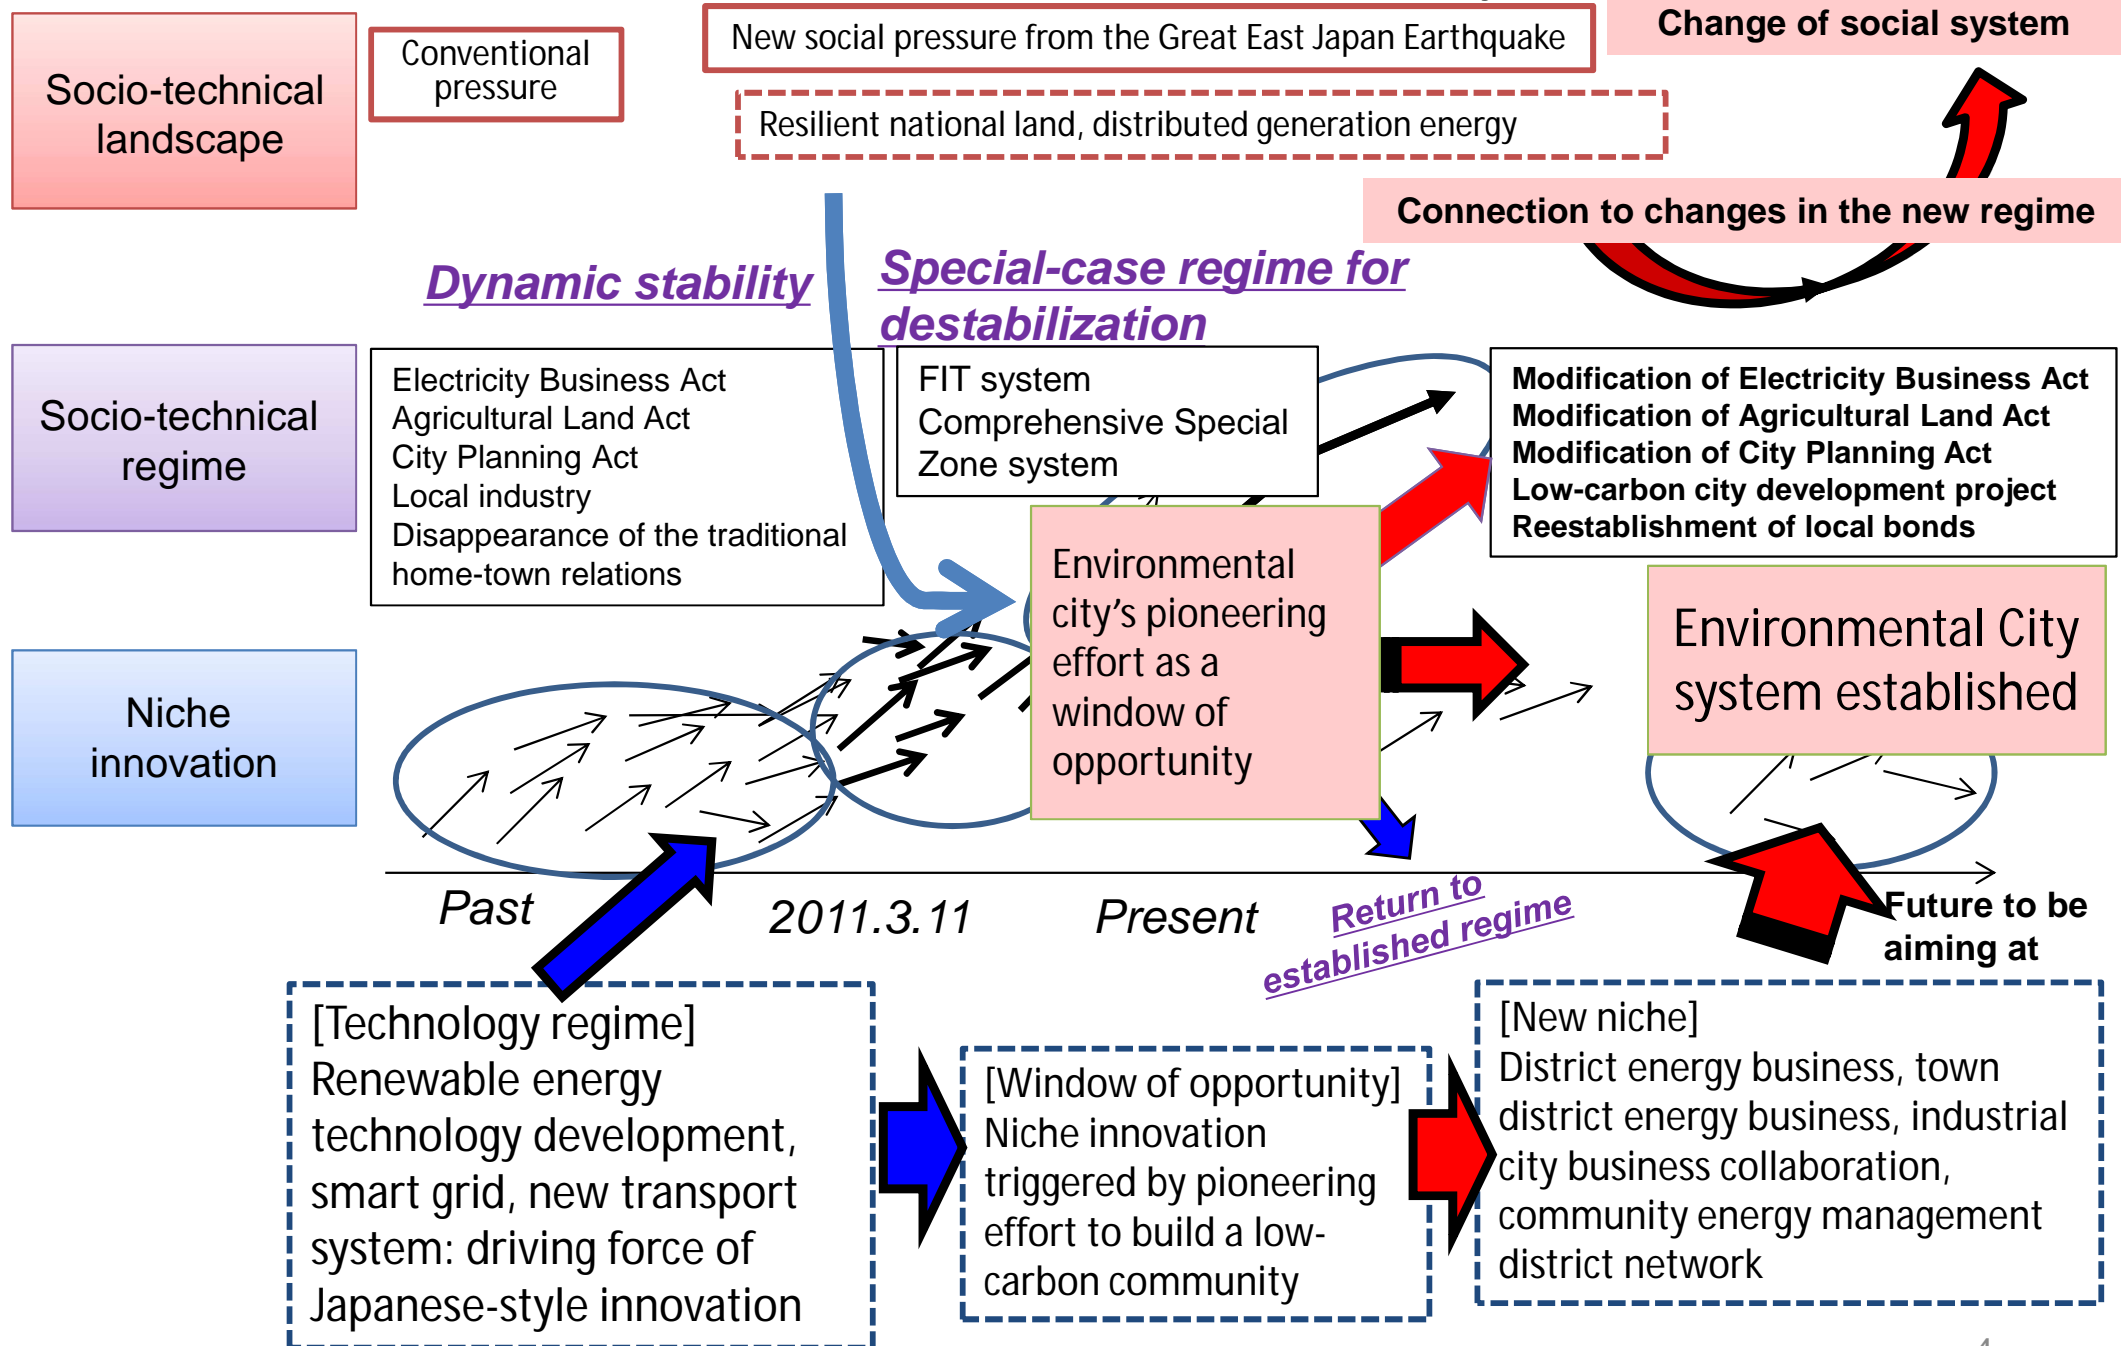 Change of social system
New social pressure from the Great East Japan Earthquake
Conventional
pressure
Socio-technical
landscape
Resilient national land, distributed generation energy
Connection to changes in the new regime
Dynamic stability
Special-case regime for
destabilization
Socio-technical
regime
Electricity Business Act
Agricultural Land Act
City Planning Act
Local industry
Disappearance of the traditional
home-town relations
FIT system
Comprehensive Special
Zone system
Modification of Electricity Business Act
Modification of Agricultural Land Act
Modification of City Planning Act
Low-carbon city development project
Reestablishment of local bonds
Environmental
city’s pioneering
effort as a
window of
opportunity
Environmental City
system established
Niche
innovation
Past
2011.3.11
Present
Return to
established regime
Future to be
aiming at
[Technology regime]
Renewable energy
technology development,
smart grid, new transport
system: driving force of
Japanese-style innovation
[Window of opportunity]
Niche innovation
triggered by pioneering
effort to build a low-
carbon community
[New niche]
District energy business, town
district energy business, industrial
city business collaboration,
community energy management
district network